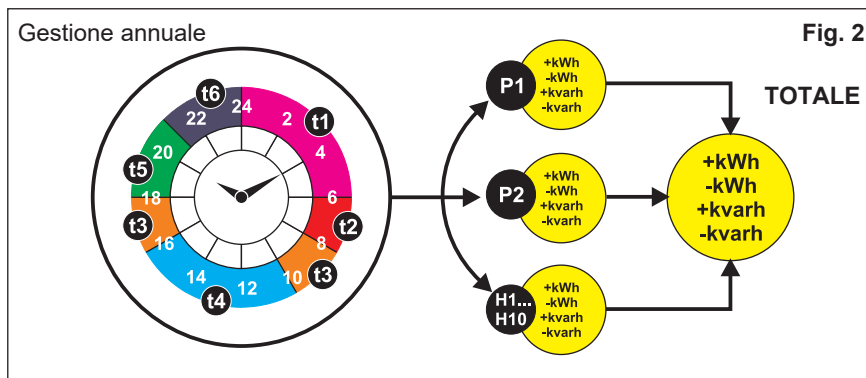 Gestione annuale
Fig. 2
24
2
4
6
8
10
12
14
16
18
20
22
t1
t2
t3
t4
t3
t5
t6
P1
+kWh
-kWh
+kvarh
-kvarh
P2
+kWh
-kWh
+kvarh
-kvarh
H1...
H10
+kWh
-kWh
+kvarh
-kvarh
TOTALE
+kWh
-kWh
+kvarh
-kvarh